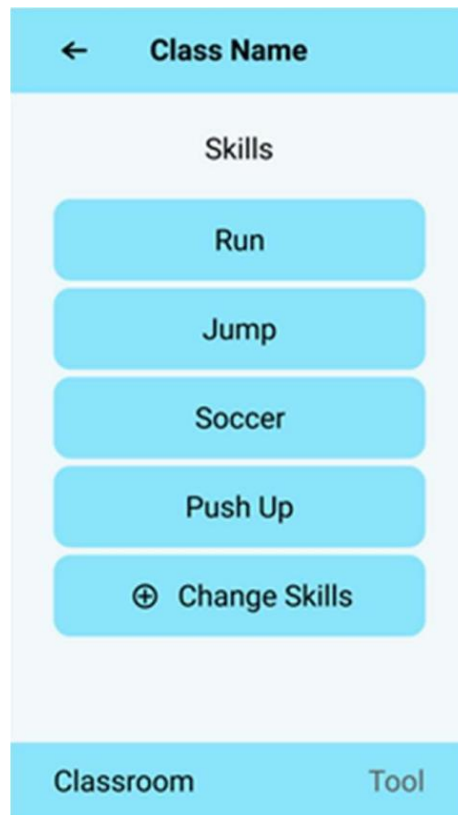 Class Name
Skills
Run
Jump
Soccer
Push Up
Change Skills
Classroom Tool